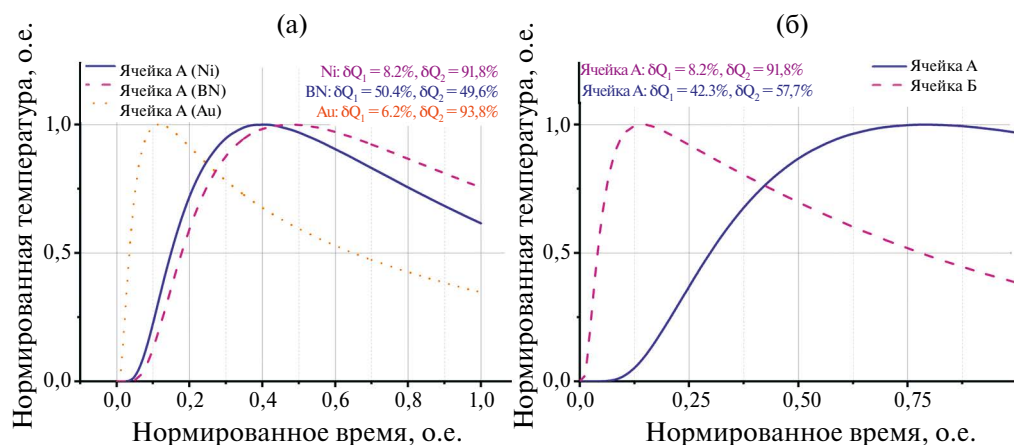 (а)
Нормированная температура, о.е.
Ячейка А (Ni)
Ячейка А (BN)
Ячейка А (Au)
Ni: δQ1 = 8.2%, δQ2 = 91,8%
BN: δQ1 = 50.4%, δQ2 = 49,6%
Au: δQ1 = 6.2%, δQ2 = 93,8%
1,0
0,5
0,0
0,0 0,2 0,4 0,6 0,8 1,0
Нормированное время, о.е.
(б)
Нормированная температура, о.е.
Ячейка А: δQ1 = 8.2%, δQ2 = 91,8%
Ячейка А: δQ1 = 42.3%, δQ2 = 57,7%
Ячейка А
Ячейка Б
1,0
0,5
0,0
0,00 0,25 0,50 0,75
Нормированное время, о.е.